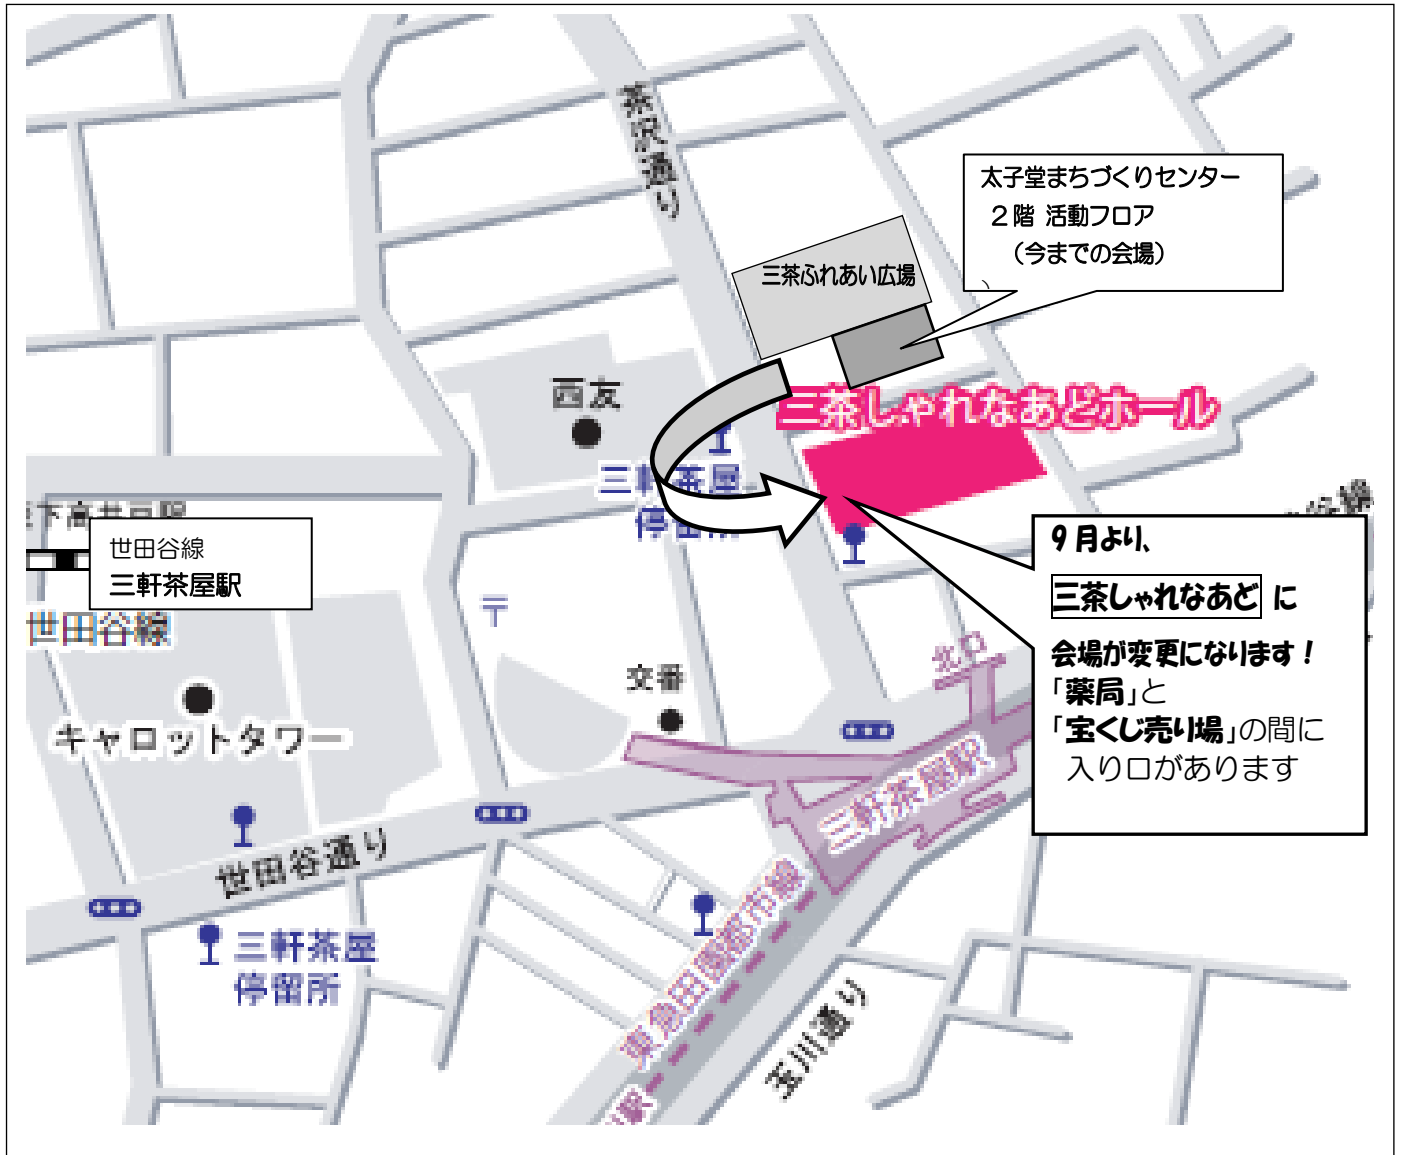 茶沢通り
太子堂まちづくりセンター
２階 活動フロア
（今までの会場）
、
三茶ふれあい広場
西友
三茶しゃれなあどホール
三軒茶屋
停留所
下高井戸駅
世田谷線
三軒茶屋駅
世田谷線
〒
９月より、
三茶しゃれなあど に
会場が変更になります！
「薬局」と
「宝くじ売り場」の間に
入り口があります
北口
交番
キャロットタワー
三軒茶屋駅
世田谷通り
三軒茶屋
停留所
東急田園都市線
玉川通り